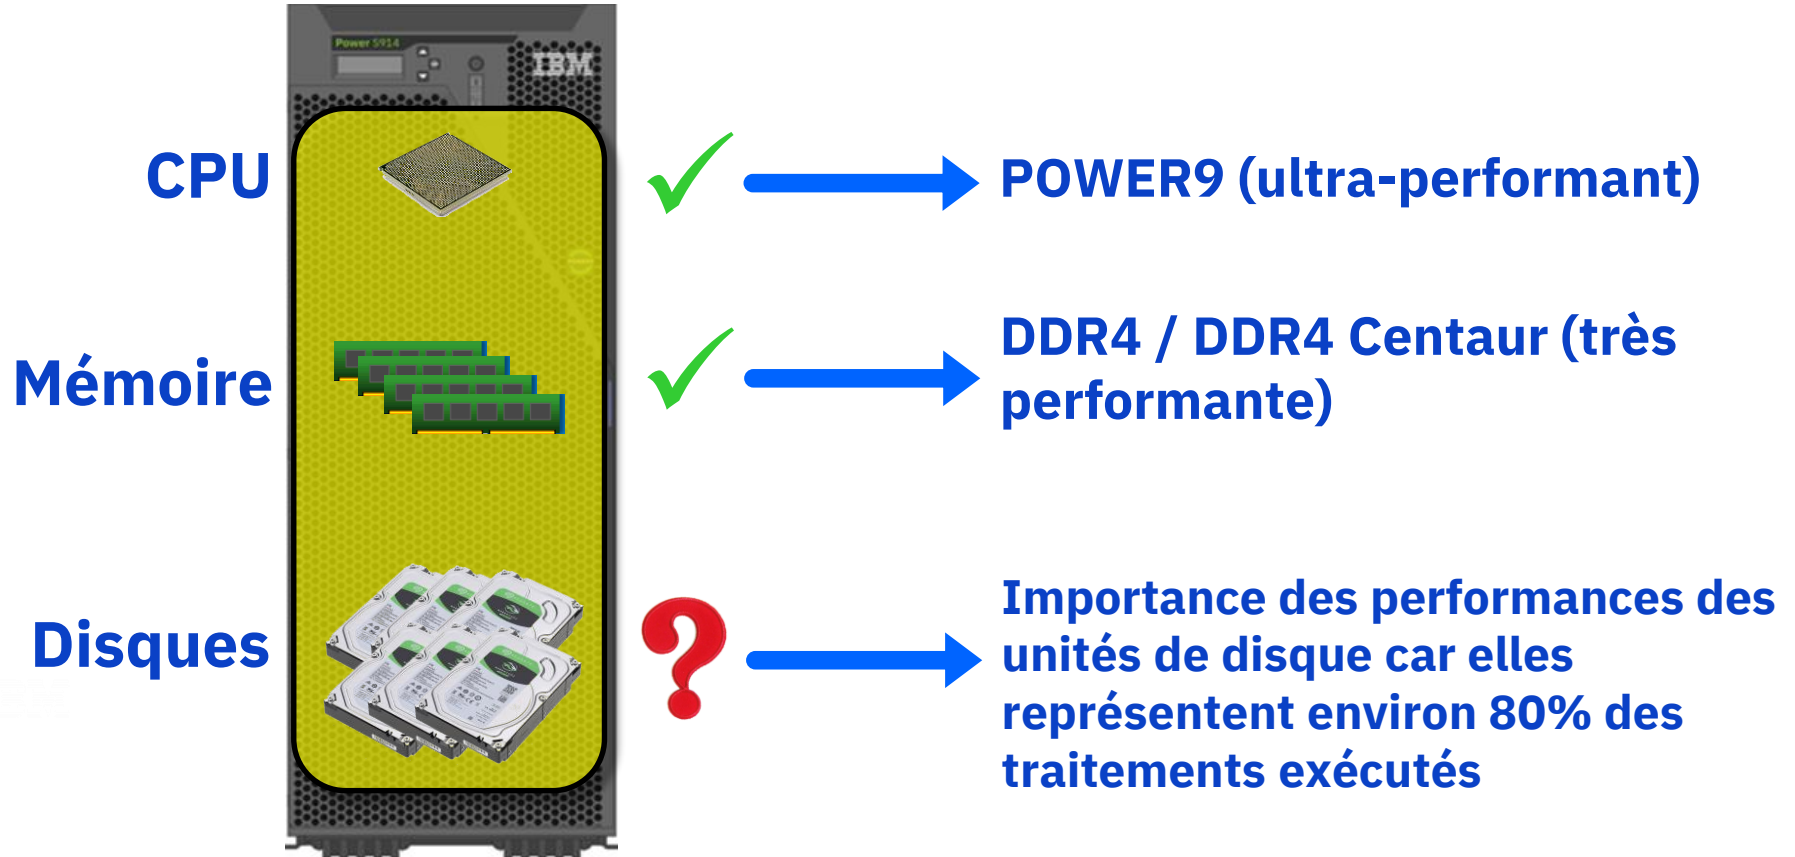 Power S914
IBM
CPU
POWER9 (ultra-performant)
Mémoire
DDR4 / DDR4 Centaur (très
performante)
Disques
Importance des performances des
unités de disque car elles
représentent environ 80% des
traitements exécutés